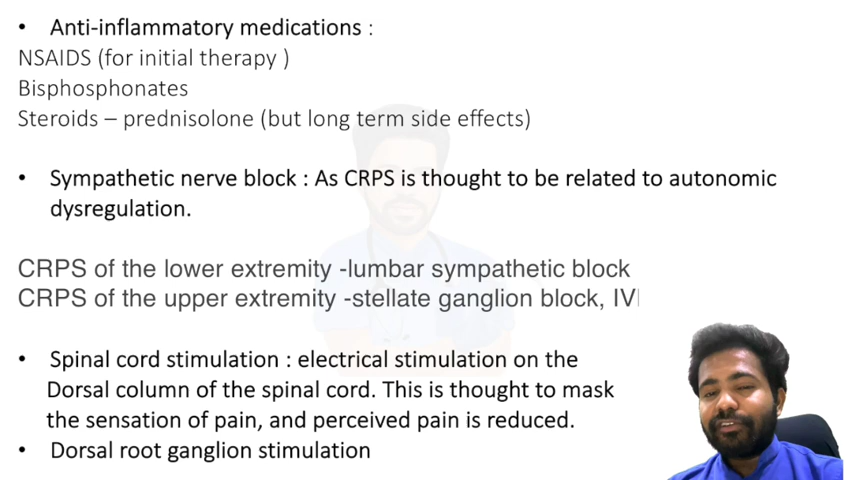 • Anti-inflammatory medications :
NSAIDS (for initial therapy )
Bisphosphonates
Steroids – prednisolone (but long term side effects)
• Sympathetic nerve block : As CRPS is thought to be related to autonomic
dysregulation.
CRPS of the lower extremity -lumbar sympathetic block
CRPS of the upper extremity -stellate ganglion block,
• Spinal cord stimulation : electrical stimulation on the
Dorsal column of the spinal cord. This is thought to mask
the sensation of pain, and perceived pain is reduced.
• Dorsal root ganglion stimulation